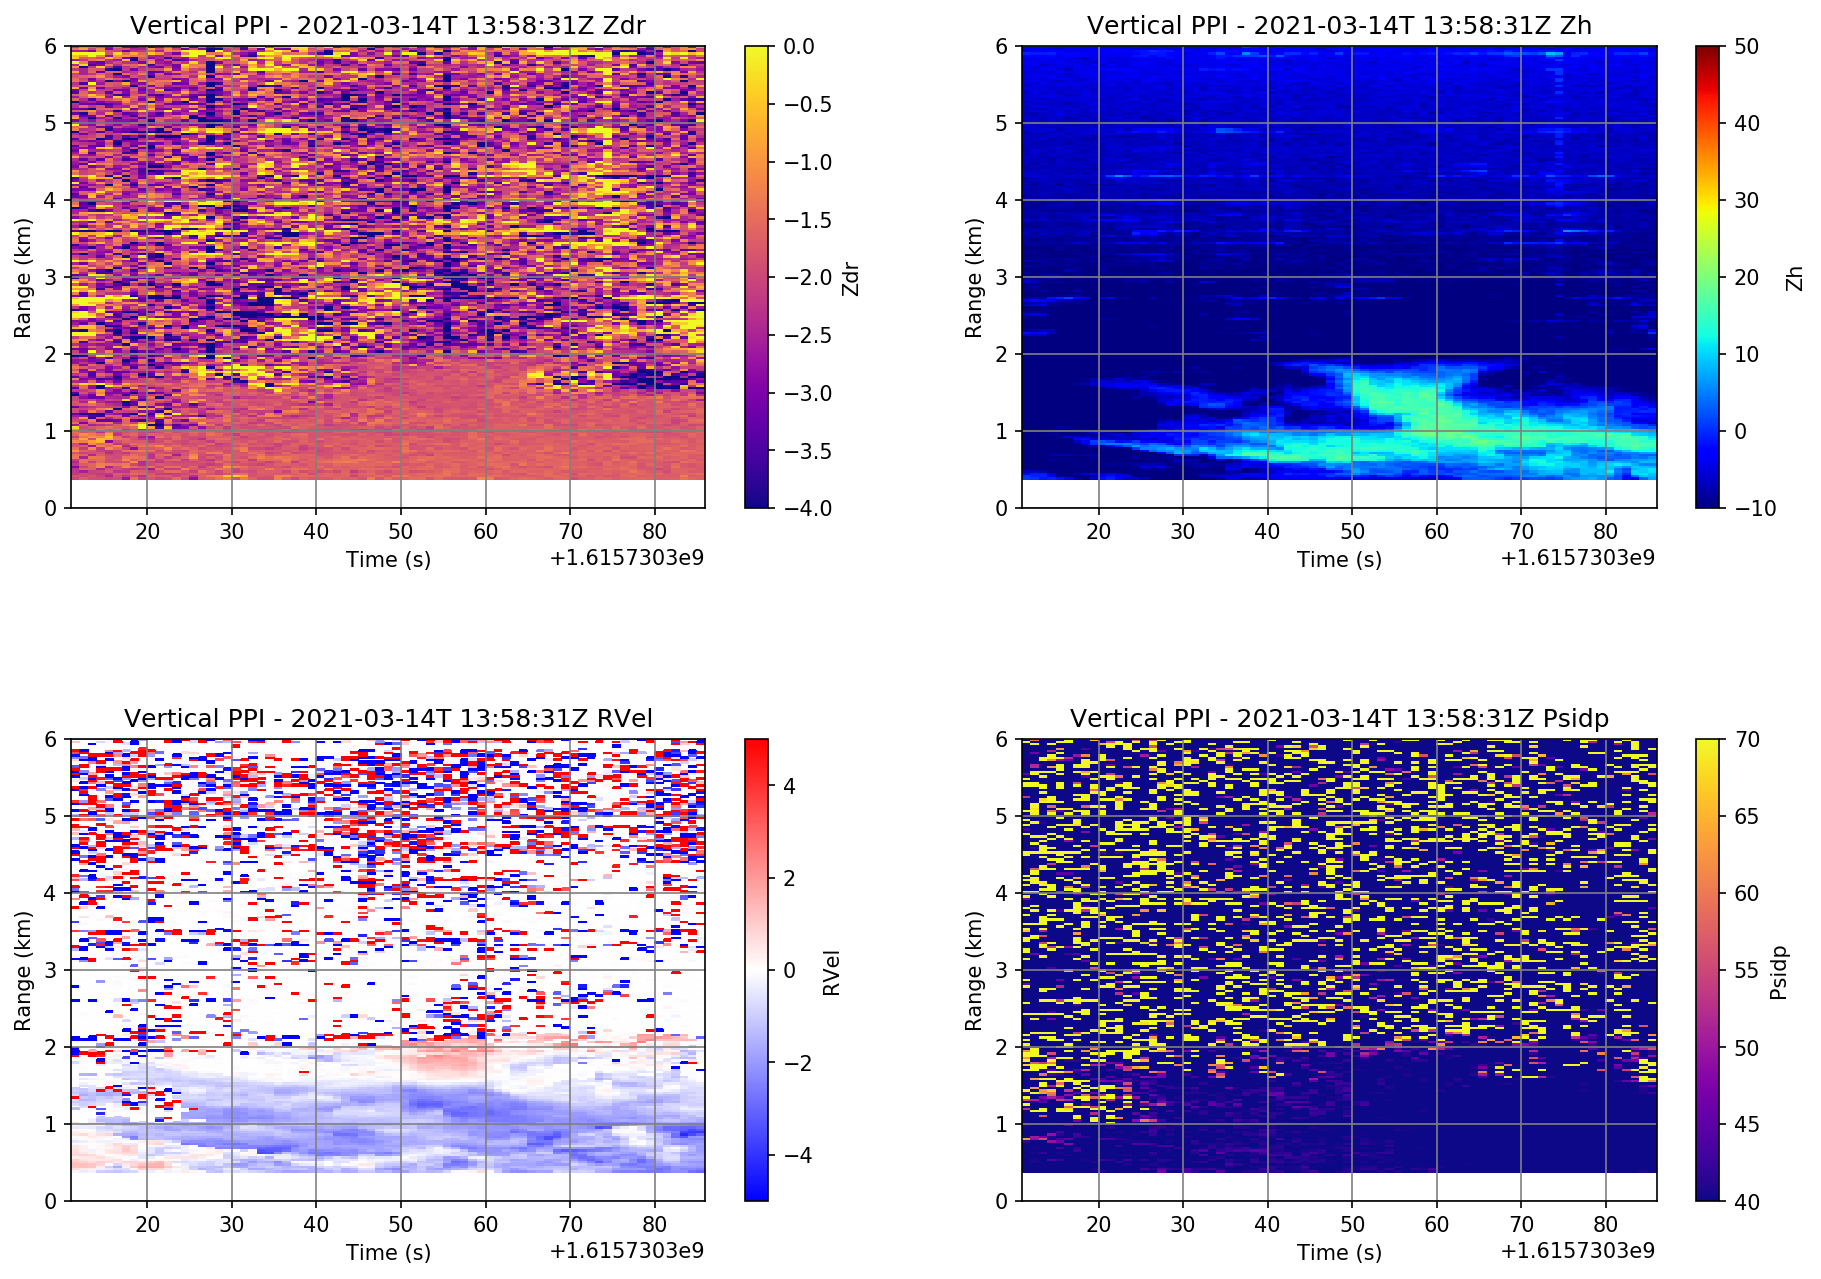 Vertical PPI - 2021-03-14T 13:58:31Z Zdr
6
5
4
3
2
1
0
Range (km)
20 30 40 50 60 70 80
Time (s)
+1.6157303e9
0.0
−0.5
−1.0
−1.5
−2.0
−2.5
−3.0
−3.5
−4.0
Zdr
Vertical PPI - 2021-03-14T 13:58:31Z Zh
6
5
4
3
2
1
0
Range (km)
20 30 40 50 60 70 80
Time (s)
+1.6157303e9
50
40
30
20
10
0
−10
Zh
Vertical PPI - 2021-03-14T 13:58:31Z RVel
6
5
4
3
2
1
0
Range (km)
20 30 40 50 60 70 80
Time (s)
+1.6157303e9
4
2
0
−2
−4
RVel
Vertical PPI - 2021-03-14T 13:58:31Z Psidp
6
5
4
3
2
1
0
Range (km)
20 30 40 50 60 70 80
Time (s)
+1.6157303e9
70
65
60
55
50
45
40
Psidp